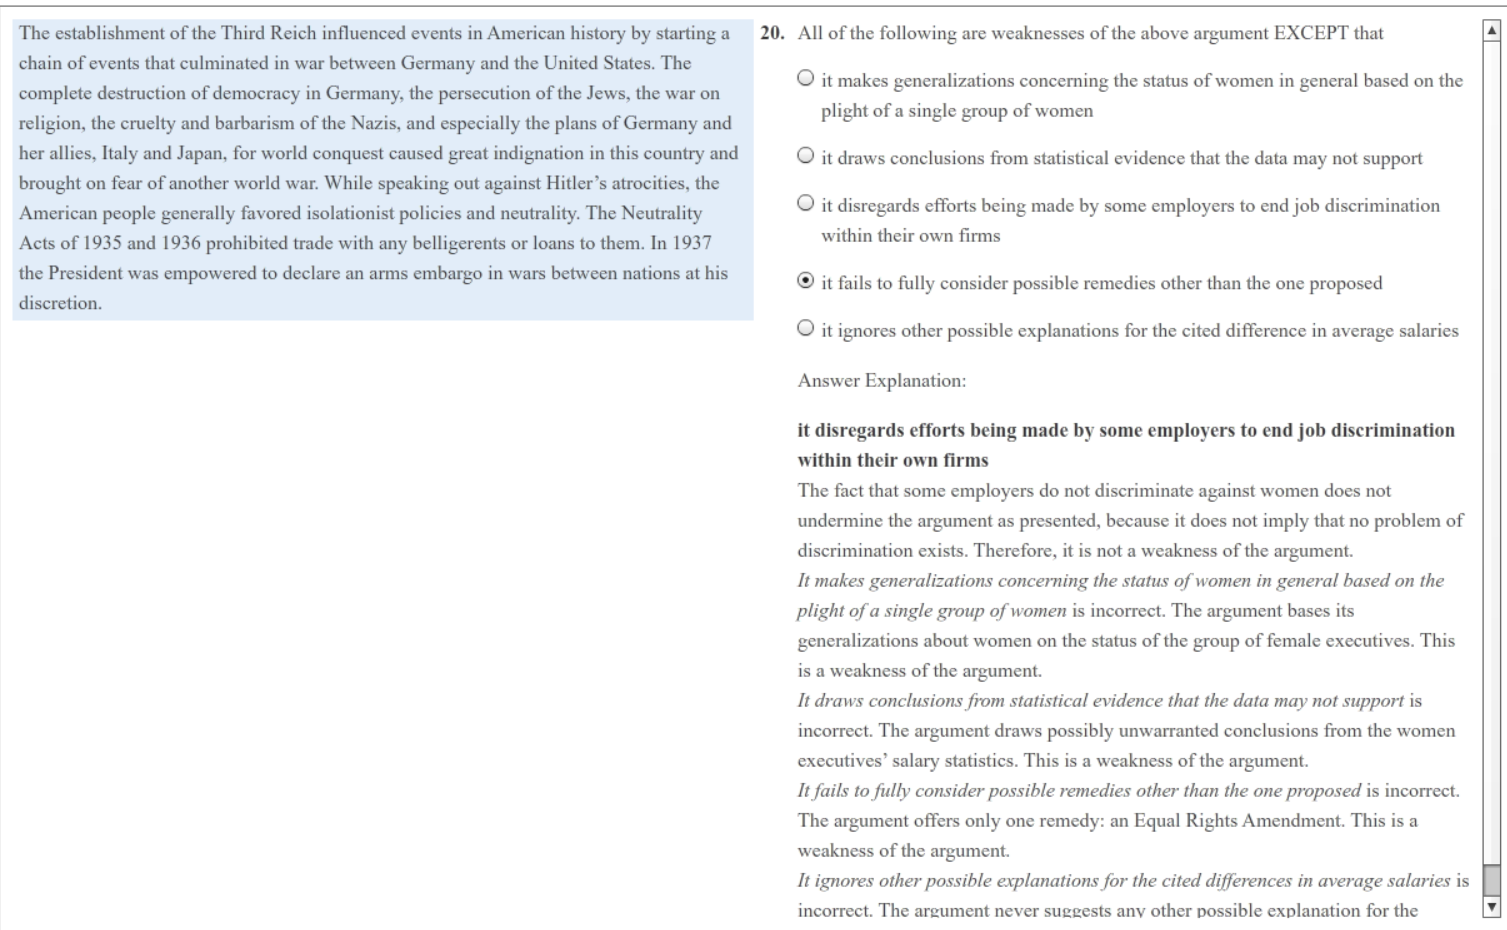 The establishment of the Third Reich influenced events in American history by starting a
chain of events that culminated in war between Germany and the United States. The
complete destruction of democracy in Germany, the persecution of the Jews, the war on
religion, the cruelty and barbarism of the Nazis, and especially the plans of Germany and
her allies, Italy and Japan, for world conquest caused great indignation in this country and
brought on fear of another world war. While speaking out against Hitler’s atrocities, the
American people generally favored isolationist policies and neutrality. The Neutrality
Acts of 1935 and 1936 prohibited trade with any belligerents or loans to them. In 1937
the President was empowered to declare an arms embargo in wars between nations at his
discretion.
20. All of the following are weaknesses of the above argument EXCEPT that
it makes generalizations concerning the status of women in general based on the
plight of a single group of women
it draws conclusions from statistical evidence that the data may not support
it disregards efforts being made by some employers to end job discrimination
within their own firms
it fails to fully consider possible remedies other than the one proposed
it ignores other possible explanations for the cited difference in average salaries
Answer Explanation:
it disregards efforts being made by some employers to end job discrimination
within their own firms
The fact that some employers do not discriminate against women does not
undermine the argument as presented, because it does not imply that no problem of
discrimination exists. Therefore, it is not a weakness of the argument.
It makes generalizations concerning the status of women in general based on the
plight of a single group of women is incorrect. The argument bases its
generalizations about women on the status of the group of female executives. This
is a weakness of the argument.
It draws conclusions from statistical evidence that the data may not support is
incorrect. The argument draws possibly unwarranted conclusions from the women
executives’ salary statistics. This is a weakness of the argument.
It fails to fully consider possible remedies other than the one proposed is incorrect.
The argument offers only one remedy: an Equal Rights Amendment. This is a
weakness of the argument.
It ignores other possible explanations for the cited differences in average salaries is
incorrect. The argument never suggests any other possible explanation for the